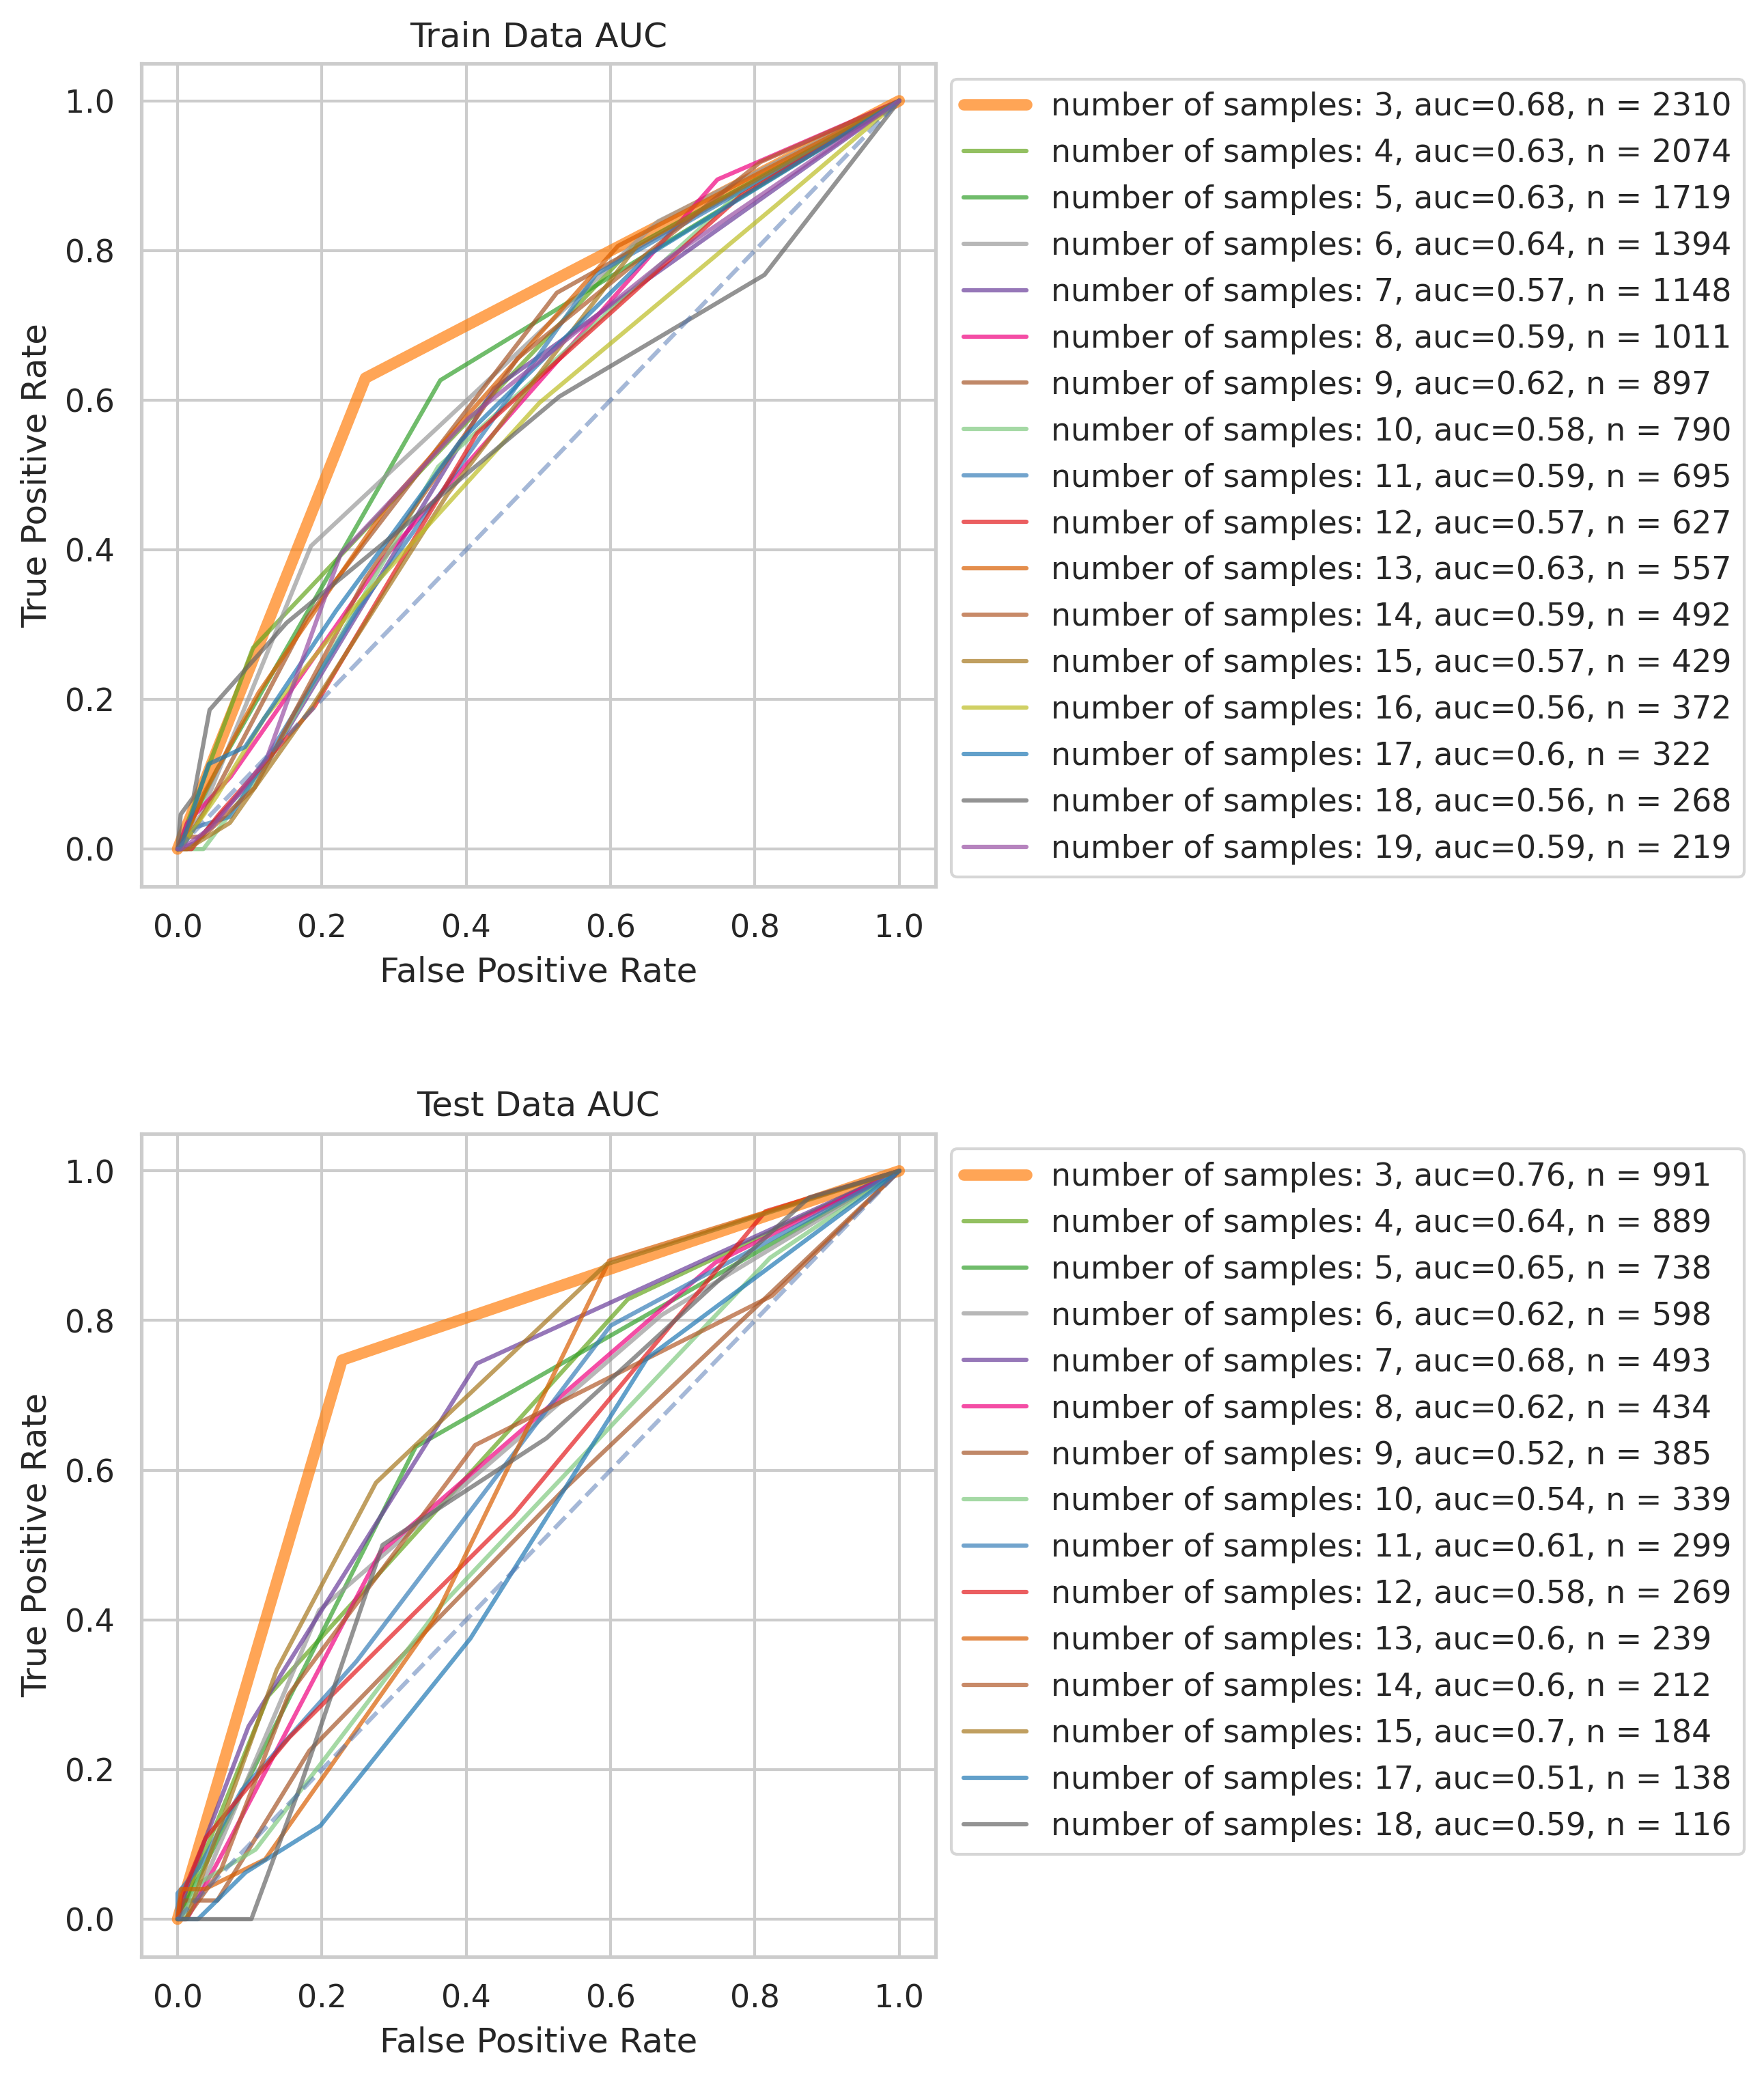 Train Data AUC
1.0
0.8
0.6
0.4
0.2
0.0
True Positive Rate
0.0 0.2 0.4 0.6 0.8 1.0
False Positive Rate
number of samples: 3, auc=0.68, n = 2310
number of samples: 4, auc=0.63, n = 2074
number of samples: 5, auc=0.63, n = 1719
number of samples: 6, auc=0.64, n = 1394
number of samples: 7, auc=0.57, n = 1148
number of samples: 8, auc=0.59, n = 1011
number of samples: 9, auc=0.62, n = 897
number of samples: 10, auc=0.58, n = 790
number of samples: 11, auc=0.59, n = 695
number of samples: 12, auc=0.57, n = 627
number of samples: 13, auc=0.63, n = 557
number of samples: 14, auc=0.59, n = 492
number of samples: 15, auc=0.57, n = 429
number of samples: 16, auc=0.56, n = 372
number of samples: 17, auc=0.6, n = 322
number of samples: 18, auc=0.56, n = 268
number of samples: 19, auc=0.59, n = 219
Test Data AUC
1.0
0.8
0.6
0.4
0.2
0.0
True Positive Rate
0.0 0.2 0.4 0.6 0.8 1.0
False Positive Rate
number of samples: 3, auc=0.76, n = 991
number of samples: 4, auc=0.64, n = 889
number of samples: 5, auc=0.65, n = 738
number of samples: 6, auc=0.62, n = 598
number of samples: 7, auc=0.68, n = 493
number of samples: 8, auc=0.62, n = 434
number of samples: 9, auc=0.52, n = 385
number of samples: 10, auc=0.54, n = 339
number of samples: 11, auc=0.61, n = 299
number of samples: 12, auc=0.58, n = 269
number of samples: 13, auc=0.6, n = 239
number of samples: 14, auc=0.6, n = 212
number of samples: 15, auc=0.7, n = 184
number of samples: 17, auc=0.51, n = 138
number of samples: 18, auc=0.59, n = 116